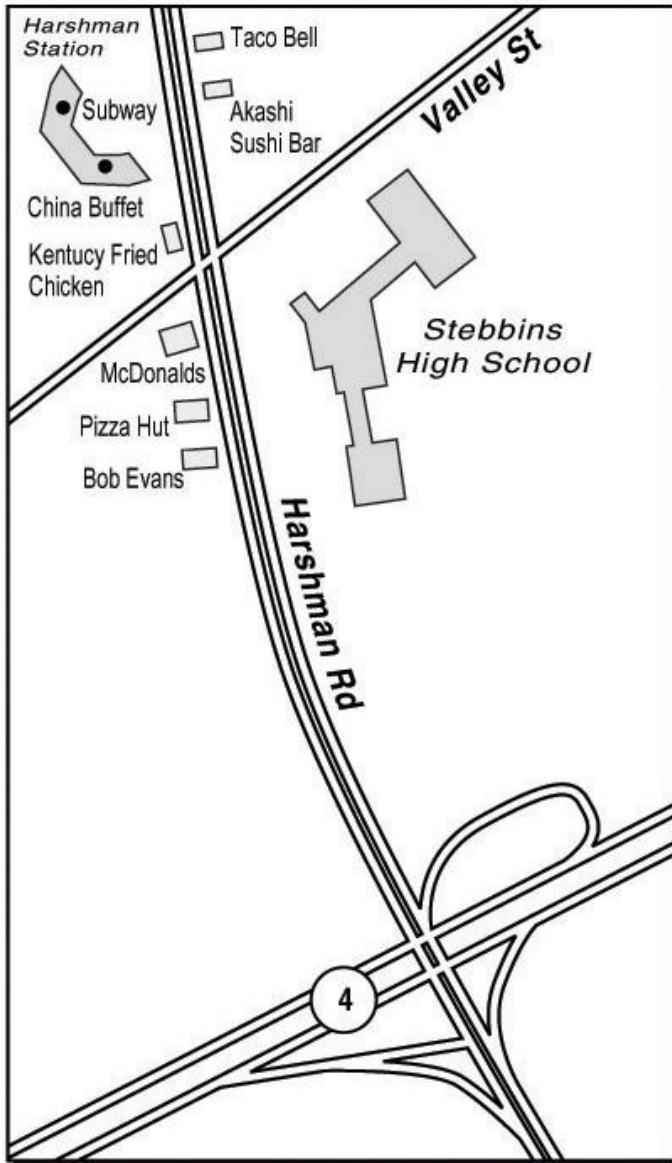 Harshman
Station
Taco Bell
Subway
Akashi
Sushi Bar
Valley St
China Buffet
Kentucy Fried
Chicken
Stebbins
High School
McDonalds
Pizza Hut
Bob Evans
Harshman Rd
4